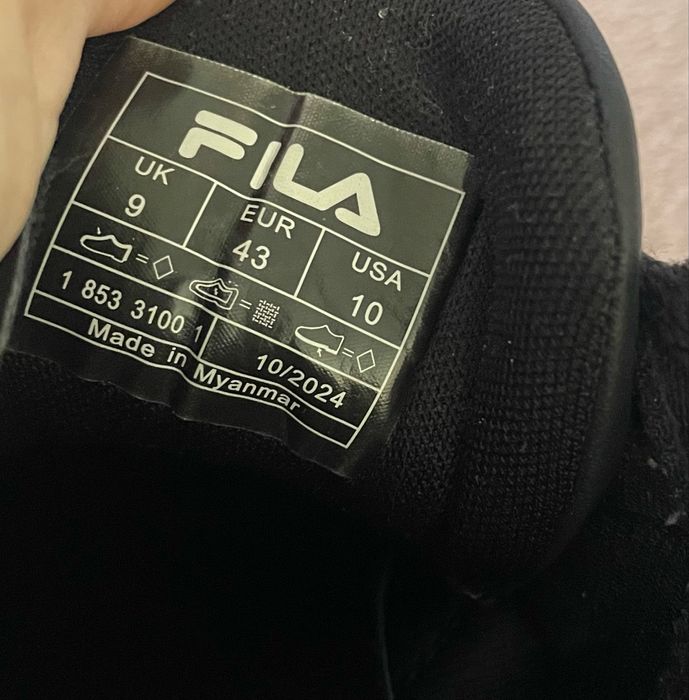 FILA
UK EUR USA
9 43 10
= = =
1 853 3100 1 10/2024
Made in Myanmar